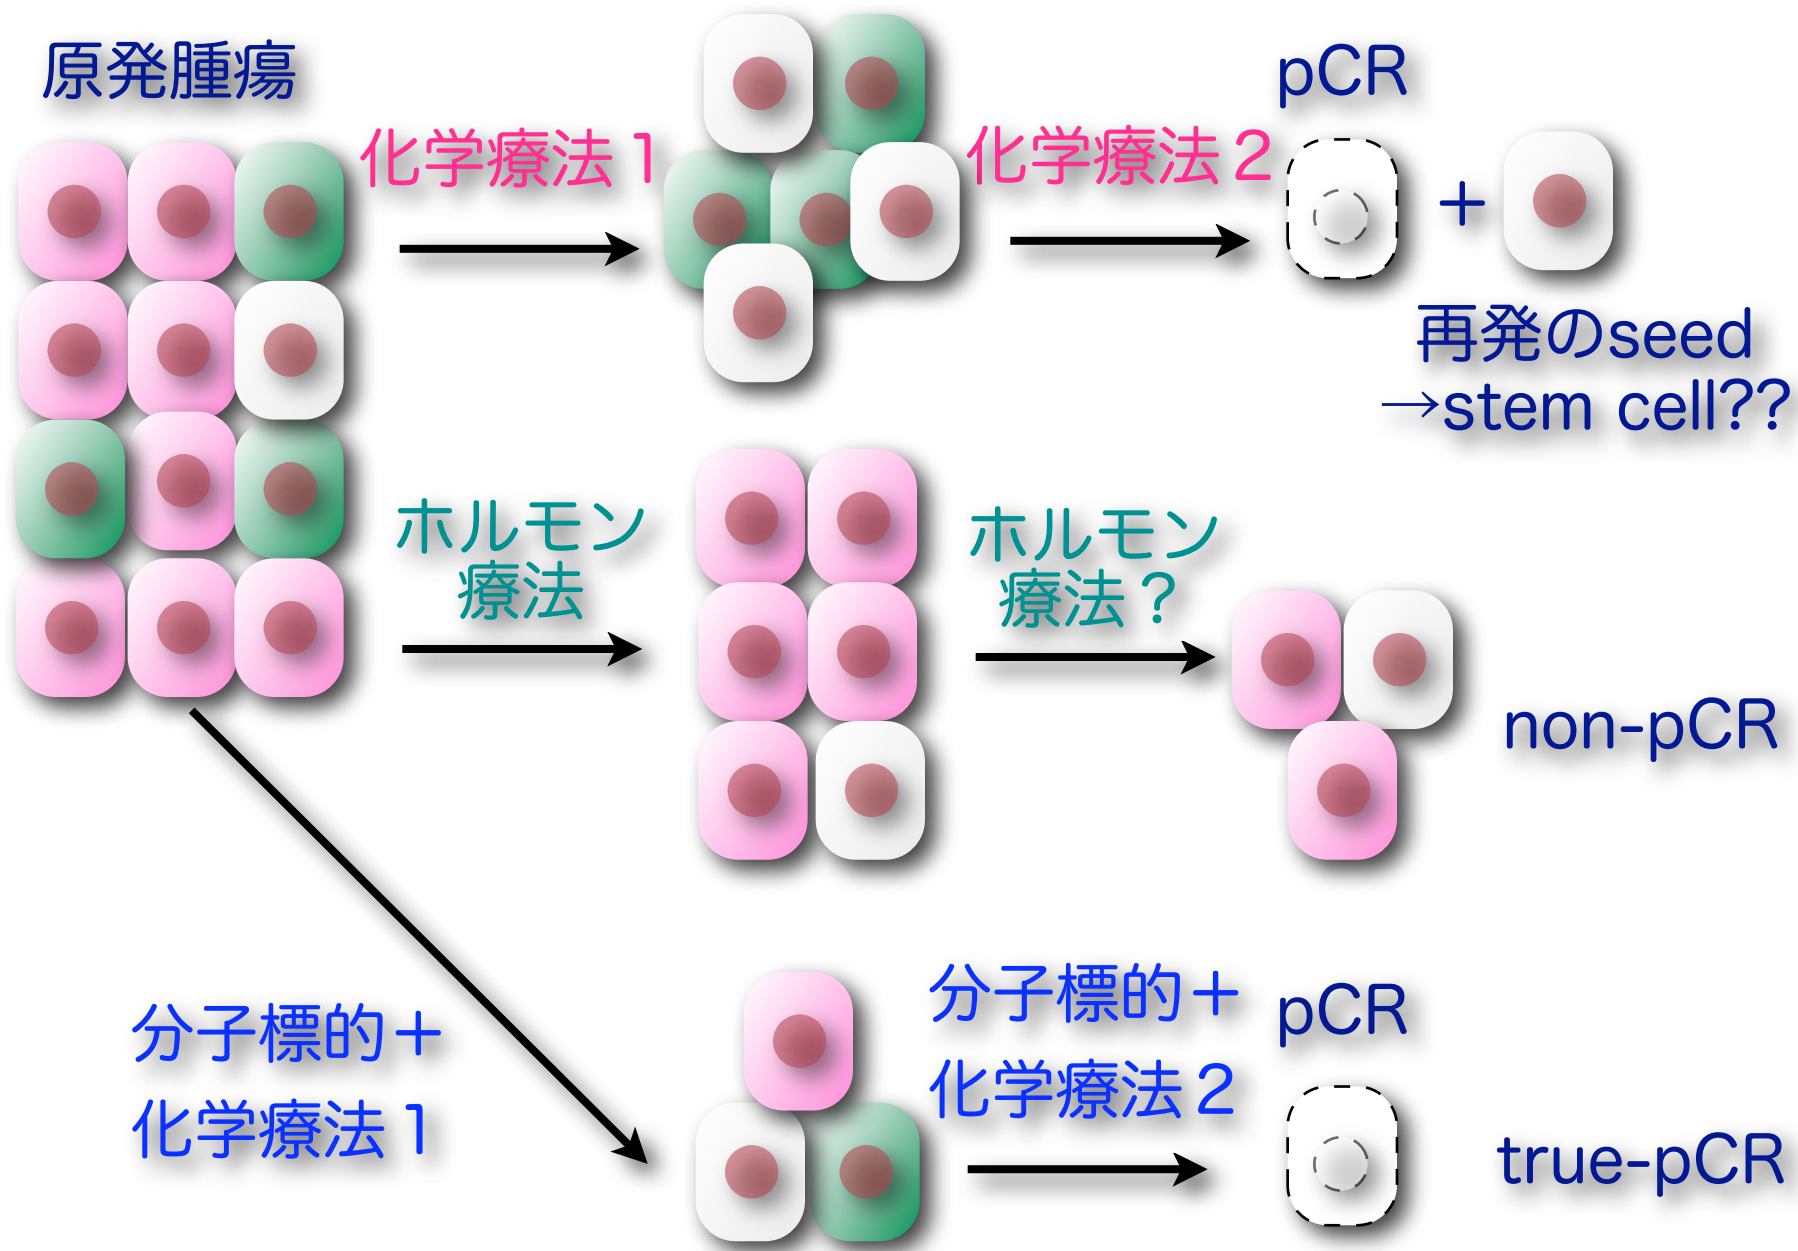 原発腫瘍
化学療法1
化学療法2
pCR
+
再発のseed
→stem cell??
ホルモン
療法
ホルモン
療法？
non-pCR
分子標的＋
化学療法1
分子標的＋
化学療法2
pCR
true-pCR